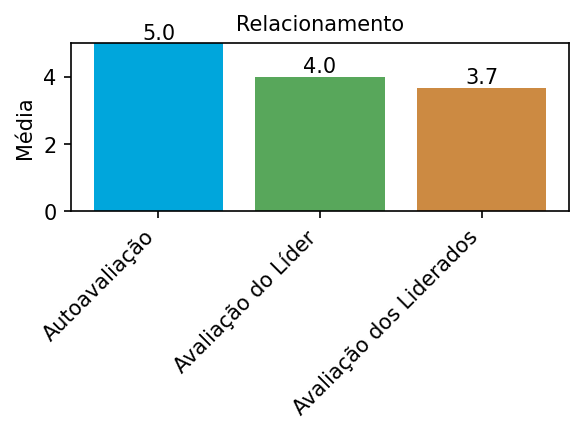 Relacionamento
5.0
4.0
3.7
Média
4
2
0
Autoavaliação
Avaliação do Líder
Avaliação dos Liderados